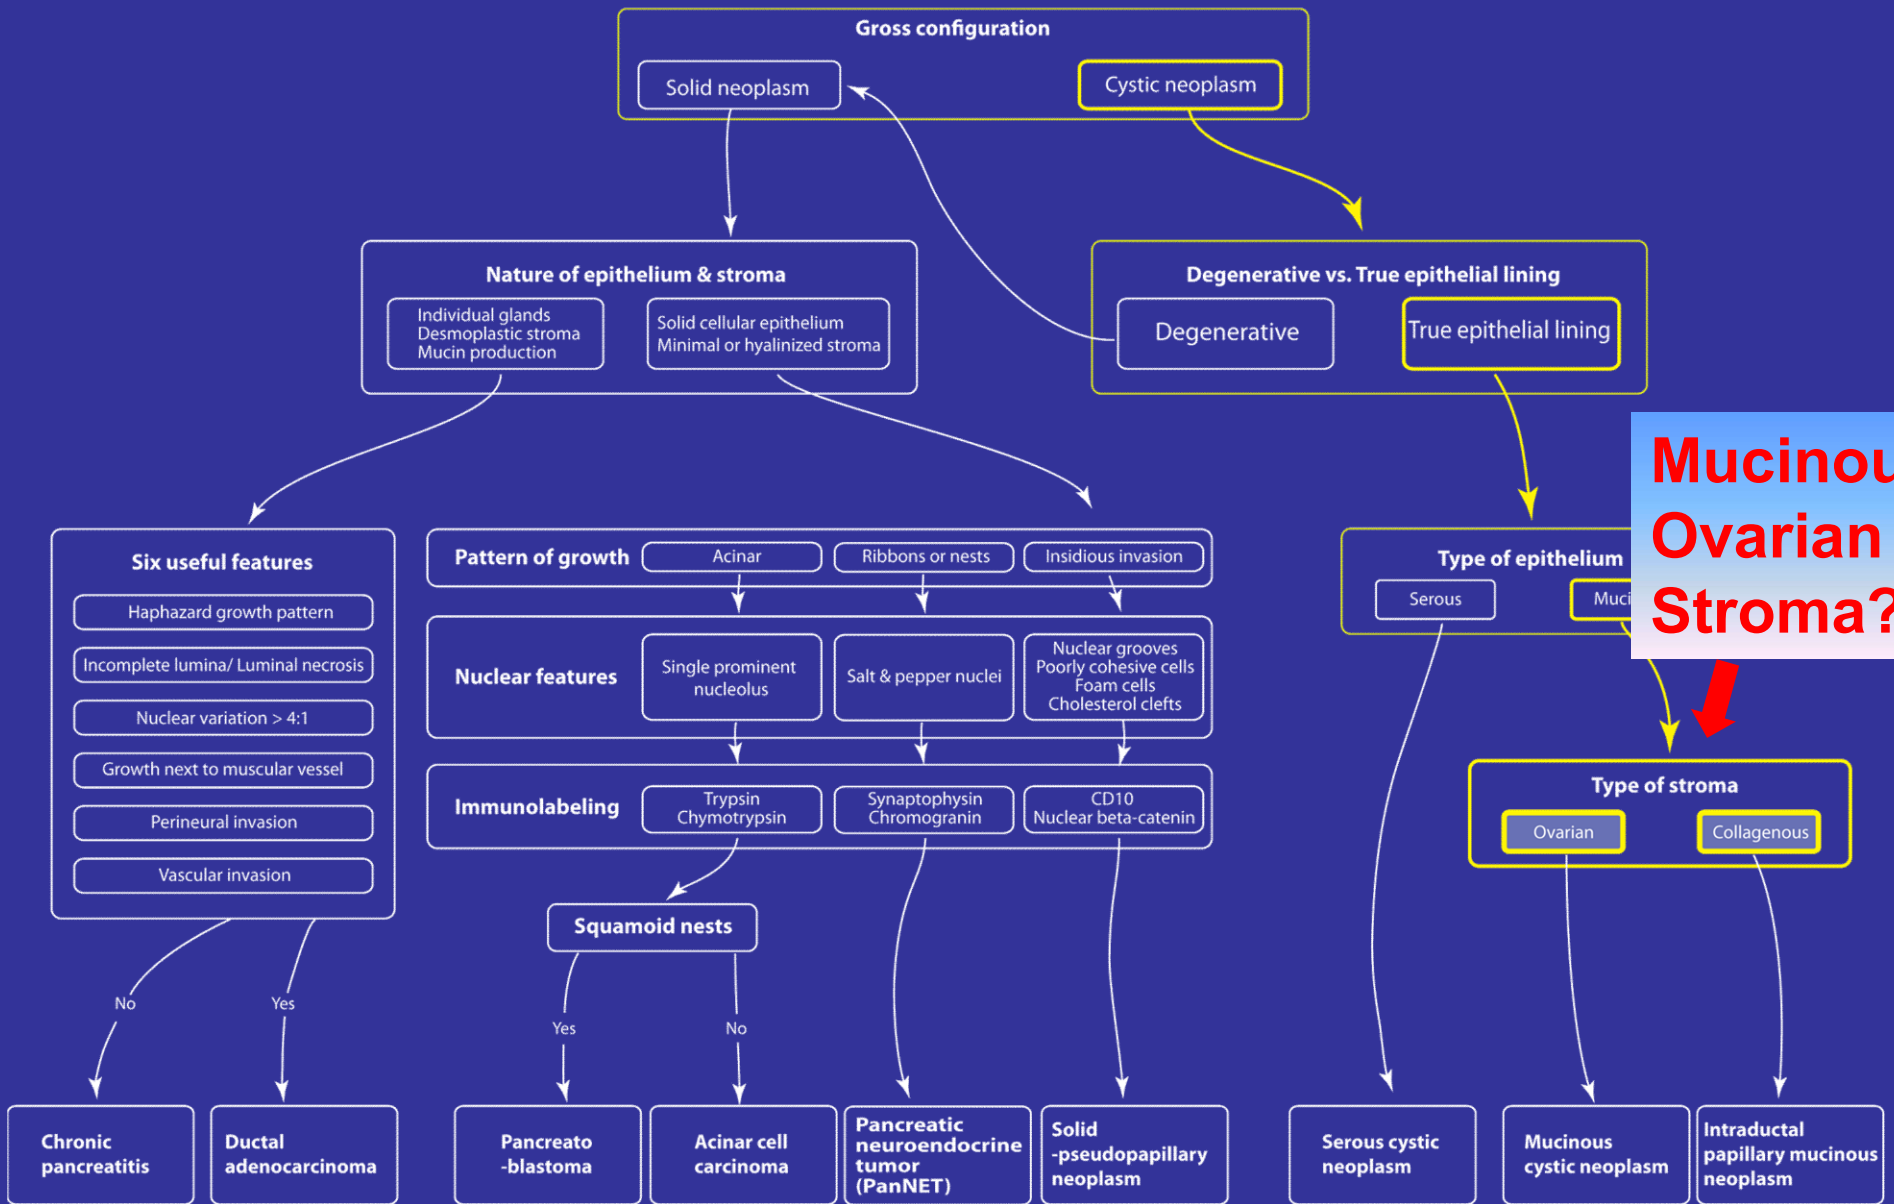 Gross configuration
Solid neoplasm
Cystic neoplasm
Nature of epithelium & stroma
Individual glands
Desmoplastic stroma
Mucin production
Solid cellular epithelium
Minimal or hyalinized stroma
Degenerative vs. True epithelial lining
Degenerative
True epithelial lining
Six useful features
Haphazard growth pattern
Incomplete lumina/ Luminal necrosis
Nuclear variation > 4:1
Growth next to muscular vessel
Perineural invasion
Vascular invasion
Pattern of growth
Acinar
Ribbons or nests
Insidious invasion
Nuclear features
Single prominent
nucleolus
Salt & pepper nuclei
Nuclear grooves
Poorly cohesive cells
Foam cells
Cholesterol clefts
Immunolabeling
Trypsin
Chymotrypsin
Synaptophysin
Chromogranin
CD10
Nuclear beta-catenin
Squamoid nests
Type of epithelium
Serous
Muci
Mucinou
Ovarian
Stroma?
Type of stroma
Ovarian
Collagenous
No
Yes
Yes
No
Chronic
pancreatitis
Ductal
adenocarcinoma
Pancreato
-blastoma
Acinar cell
carcinoma
Pancreatic
neuroendocrine
tumor
(PanNET)
Solid
-pseudopapillary
neoplasm
Serous cystic
neoplasm
Mucinous
cystic neoplasm
Intraductal
papillary mucinous
neoplasm